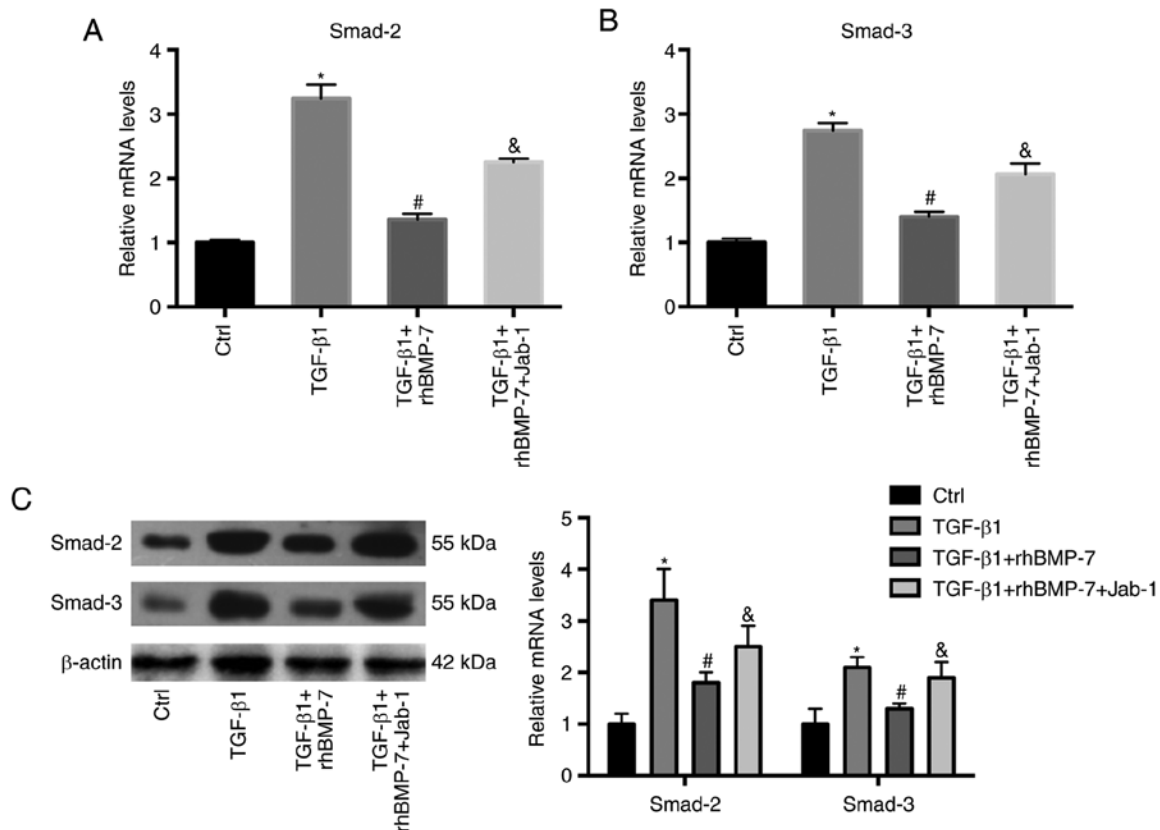 A
Smad-2
Relative mRNA levels
4
3
2
1
0
*
#
&
Ctrl
TGF-β1
TGF-β1+
rhBMP-7
TGF-β1+
rhBMP-7+Jab-1
B
Smad-3
Relative mRNA levels
4
3
2
1
0
*
#
&
Ctrl
TGF-β1
TGF-β1+
rhBMP-7
TGF-β1+
rhBMP-7+Jab-1
C
Smad-2
55 kDa
Smad-3
55 kDa
β-actin
42 kDa
Ctrl
TGF-β1
TGF-β1+
rhBMP-7
TGF-β1+
rhBMP-7+Jab-1
Ctrl
TGF-β1
TGF-β1+rhBMP-7
TGF-β1+rhBMP-7+Jab-1
Relative mRNA levels
5
4
3
2
1
0
*
#
&
*
#
&
Smad-2
Smad-3